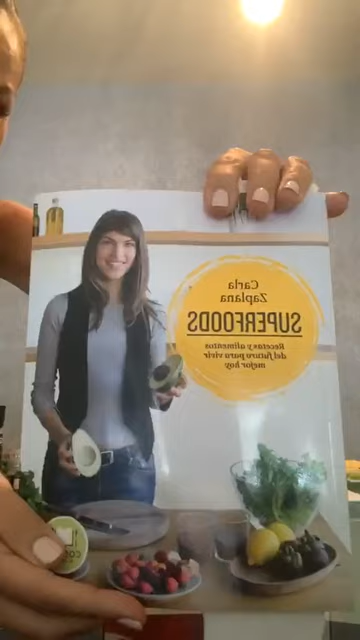 Carla
Zaplana
SUPERFOODS
Recetas y alimentos
del futuro para vivir
mejor hoy